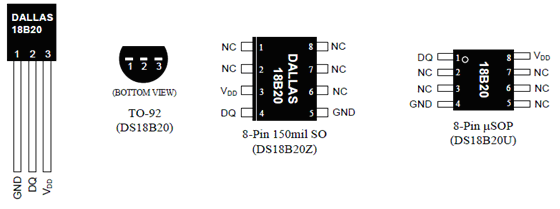 DALLAS
18B20
1 2 3
GND DQ VDD
1 2 3
(BOTTOM VIEW)
TO-92
(DS18B20)
NC 1 8 NC
NC 2 7 NC
VDD 3 6 NC
DQ 4 5 GND
DALLAS
18B20
8-Pin 150mil SO
(DS18B20Z)
DQ 1 8 VDD
NC 2 7 NC
NC 3 6 NC
GND 4 5 NC
18B20
8-Pin µSOP
(DS18B20U)